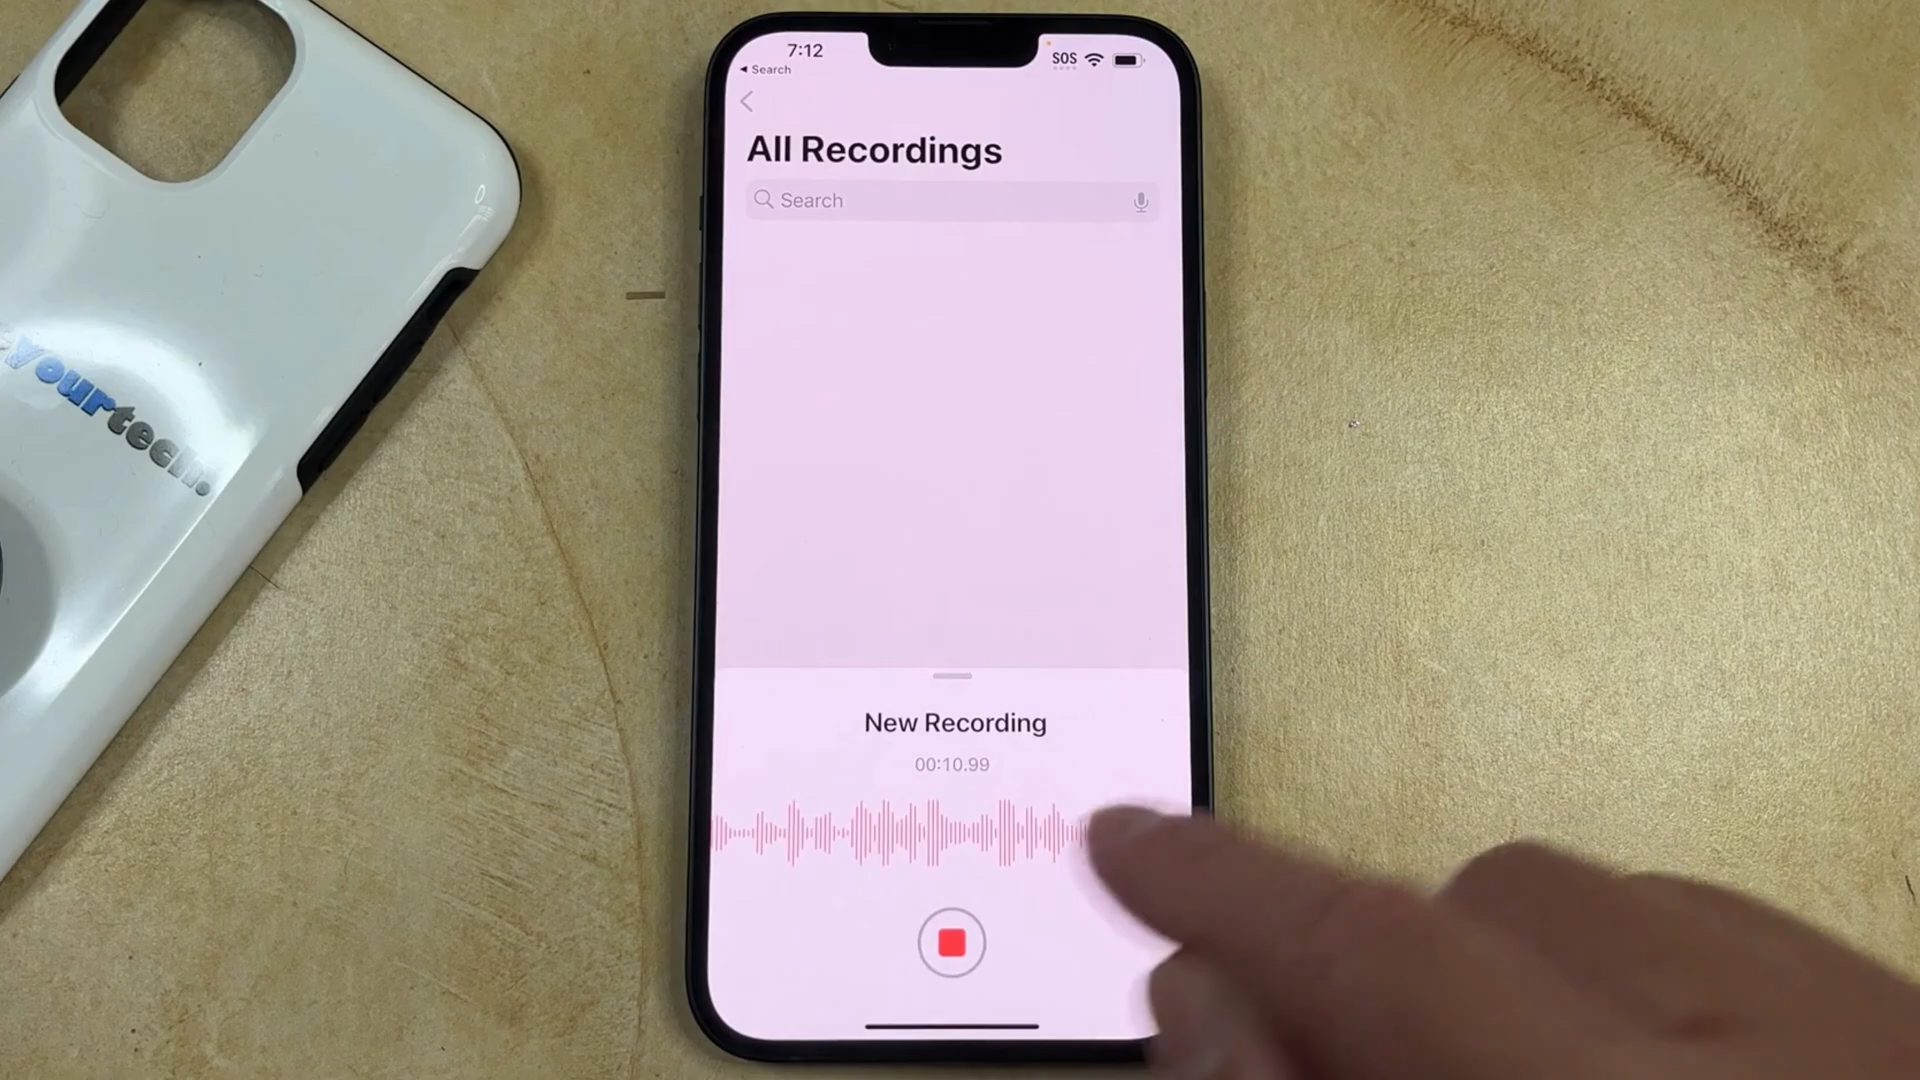 7:12
SOS
Search
All Recordings
Search
New Recording
00:10.99
yourtech.